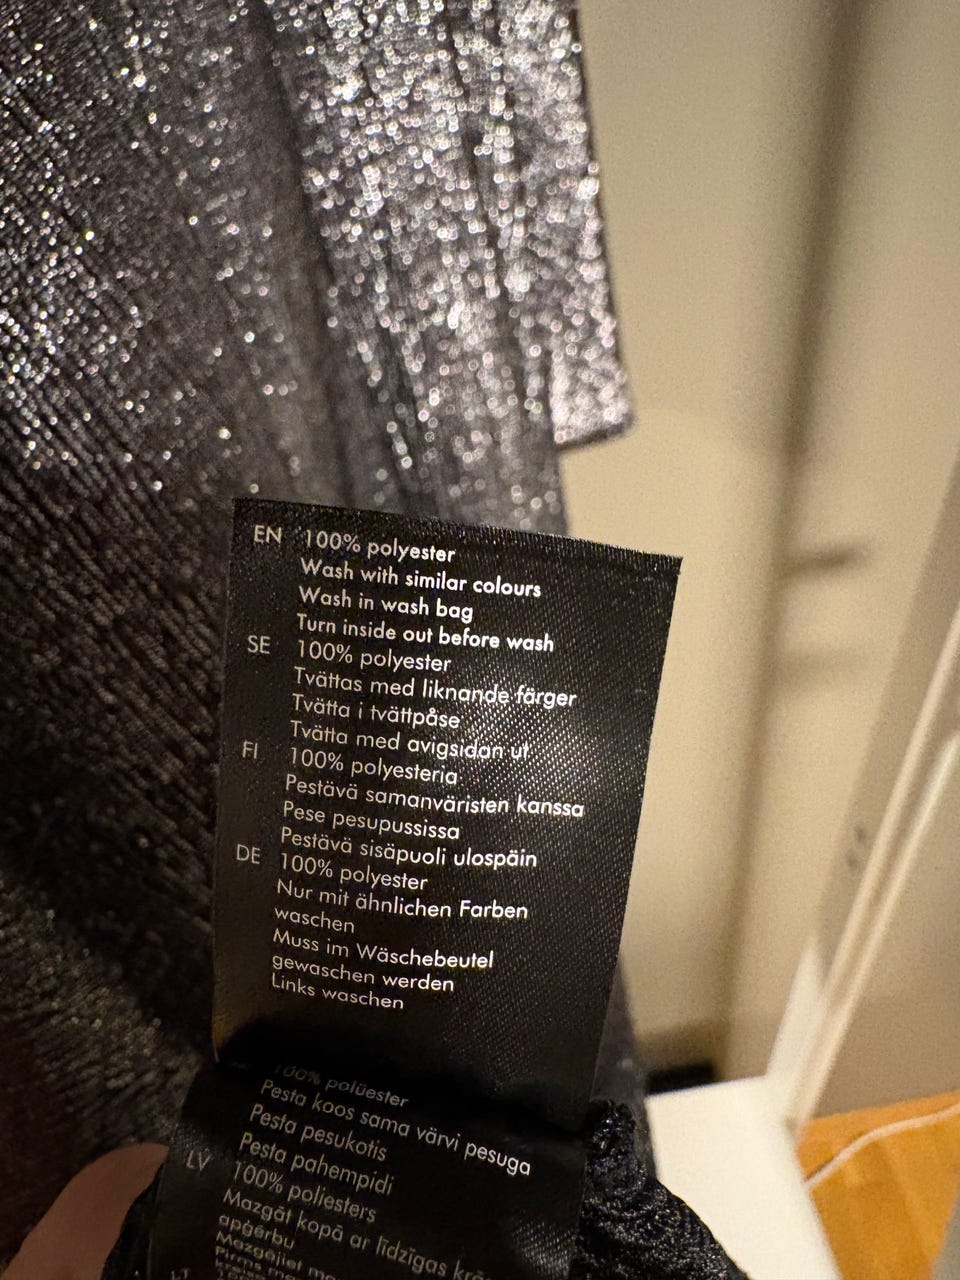 EN 100% polyester
Wash with similar colours
Wash in wash bag
Turn inside out before wash
SE 100% polyester
Tvättas med liknande färger
Tvätta i tvättpåse
Tvätta med avigsidan ut
FI 100% polyesteria
Pestävä samanväristen kanssa
Pese pesupussissa
Pestävä sisäpuoli ulospäin
DE 100% polyester
Nur mit ähnlichen Farben
waschen
Muss im Wäschebeutel
gewaschen werden
Links waschen
100% polüester
Pesta koos sama värvi pesuga
Pesta pesukotis
Pesta pahempidi
LV 100% poliesters
Mazgāt kopā ar līdzīgas
apģērbu
Mazgājiet
Pirms